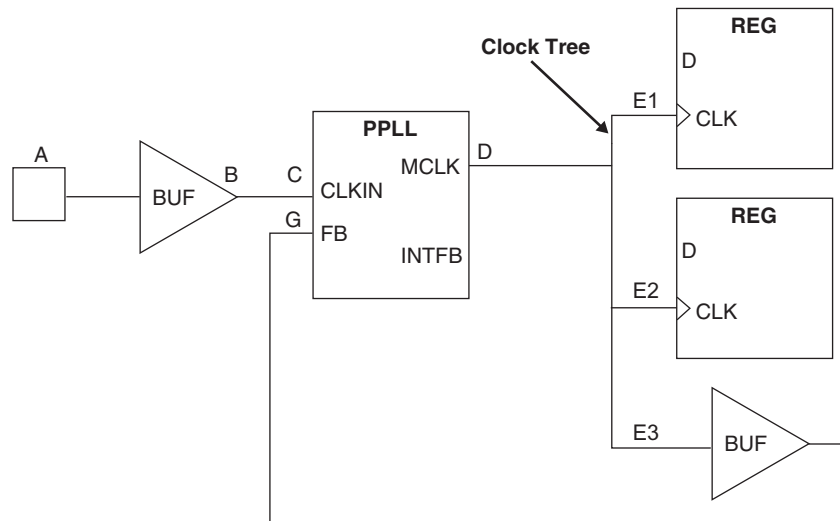 REG
D
Clock Tree
E1
CLK
PPLL
A
MCLK
D
B
C
BUF
CLKIN
REG
G
FB
D
INTFB
E2
CLK
E3
BUF